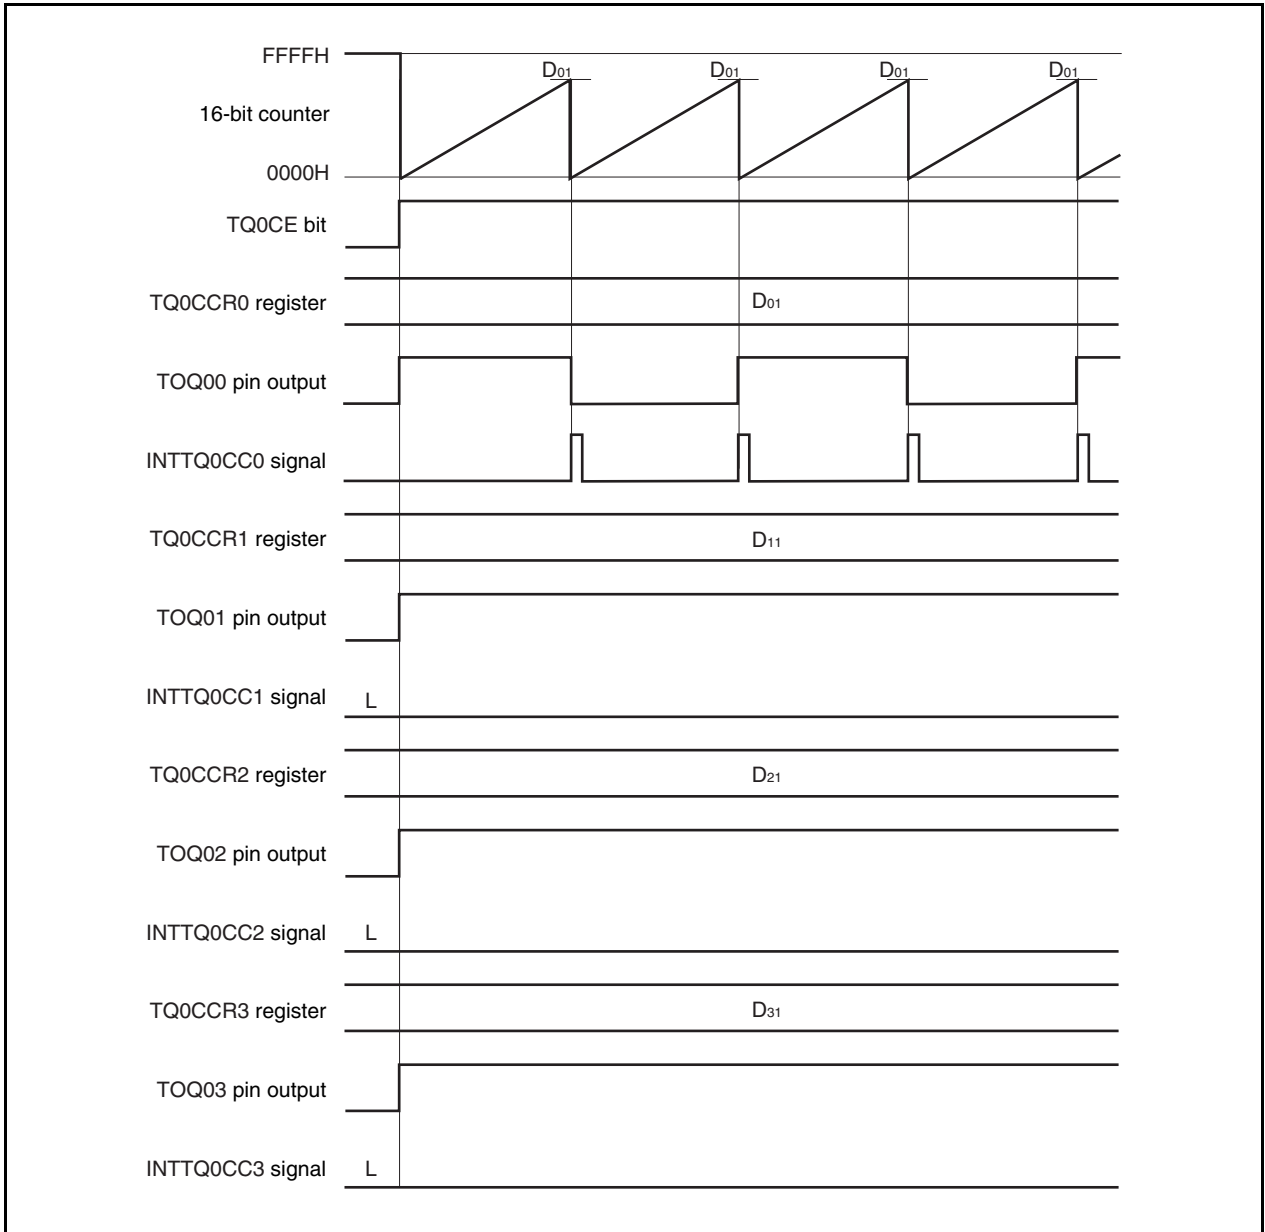 FFFFH
D01 D01 D01 D01
16-bit counter
0000H
TQ0CE bit
TQ0CCR0 register D01
TOQ00 pin output
INTTQ0CC0 signal
TQ0CCR1 register D11
TOQ01 pin output
INTTQ0CC1 signal L
TQ0CCR2 register D21
TOQ02 pin output
INTTQ0CC2 signal L
TQ0CCR3 register D31
TOQ03 pin output
INTTQ0CC3 signal L